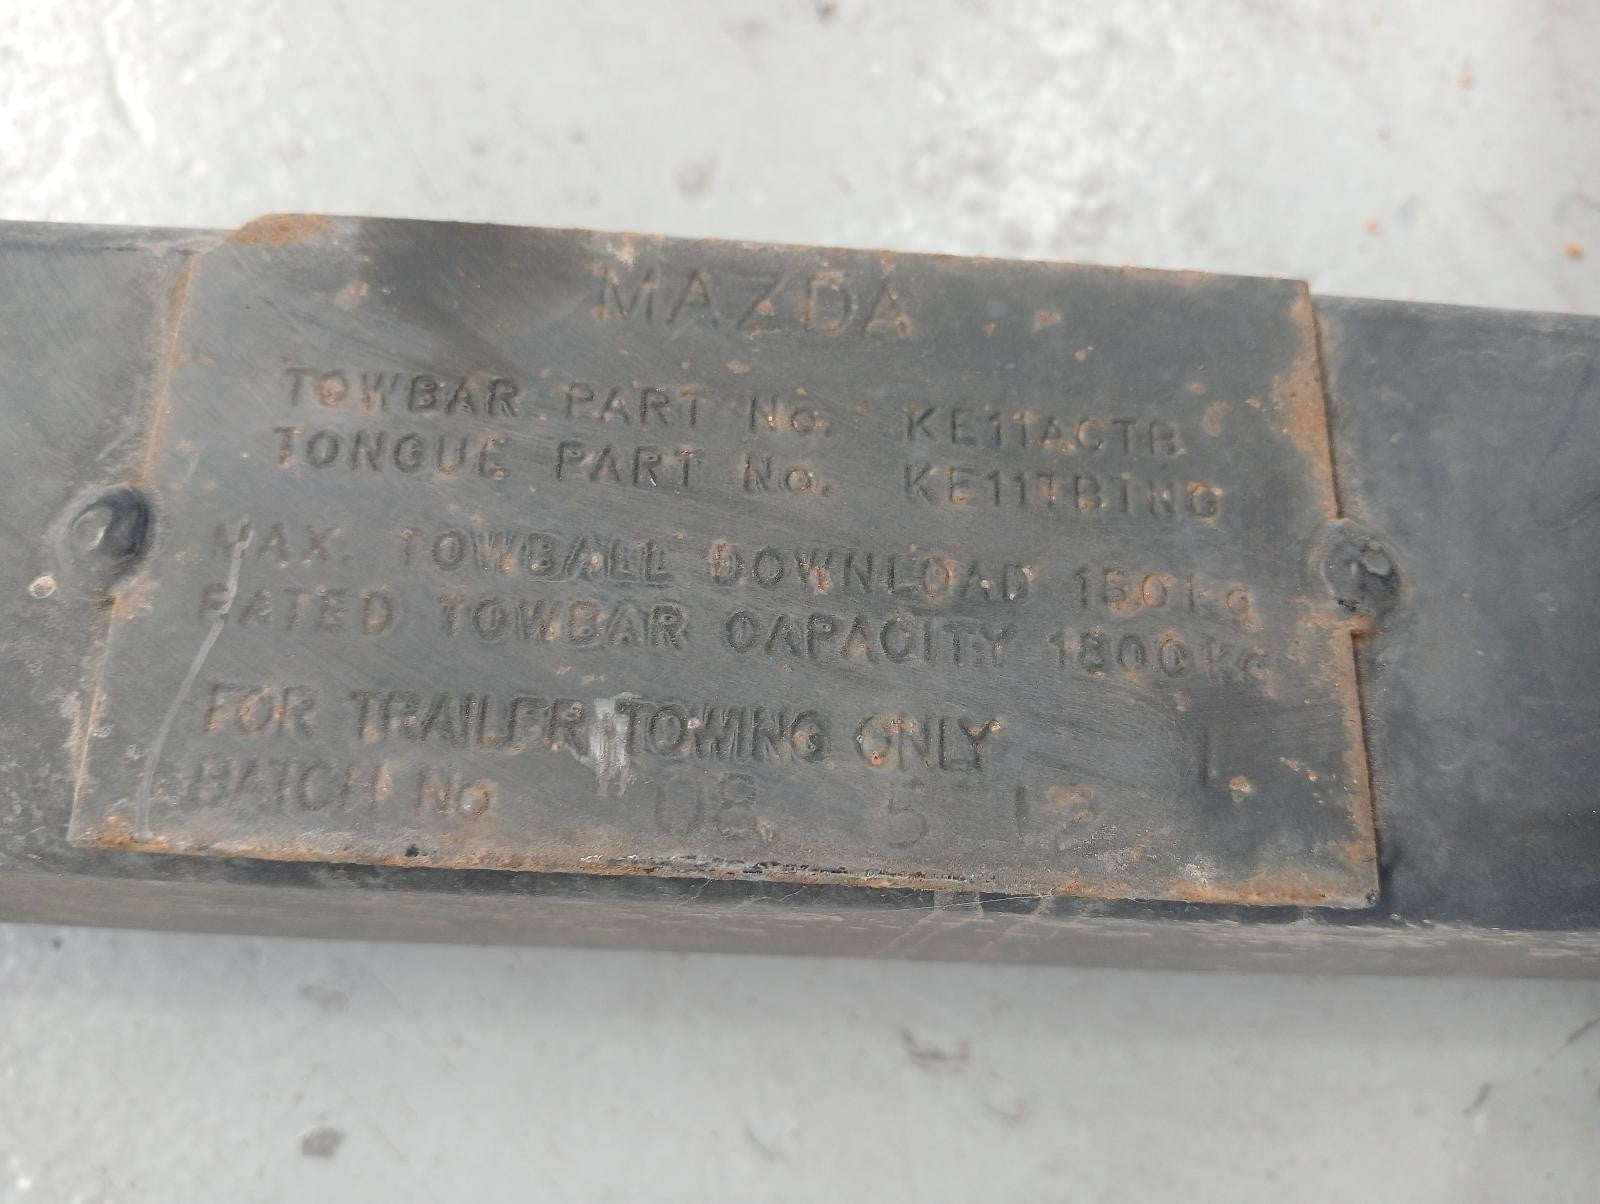 MAZDA
TOWBAR PART No. KE11ACTB
TONGUE PART No. KE11TBTNG
MAX. TOWBALL DOWNLOAD 150kg
RATED TOWBAR CAPACITY 1800KG
FOR TRAILER TOWING ONLY
BATCH No 08 5 12